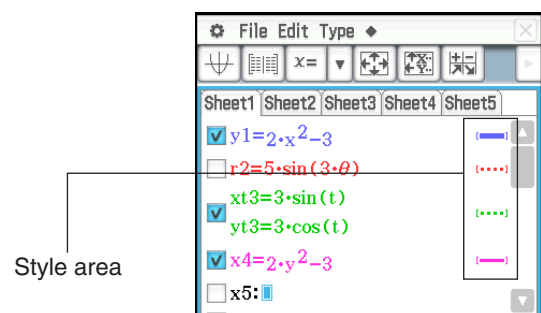 File Edit Type ◆
x=
Sheet1 Sheet2 Sheet3 Sheet4 Sheet5
y1=2·x²−3
r2=5·sin(3·θ)
xt3=3·sin(t)
yt3=3·cos(t)
x4=2·y²−3
Style area
x5: